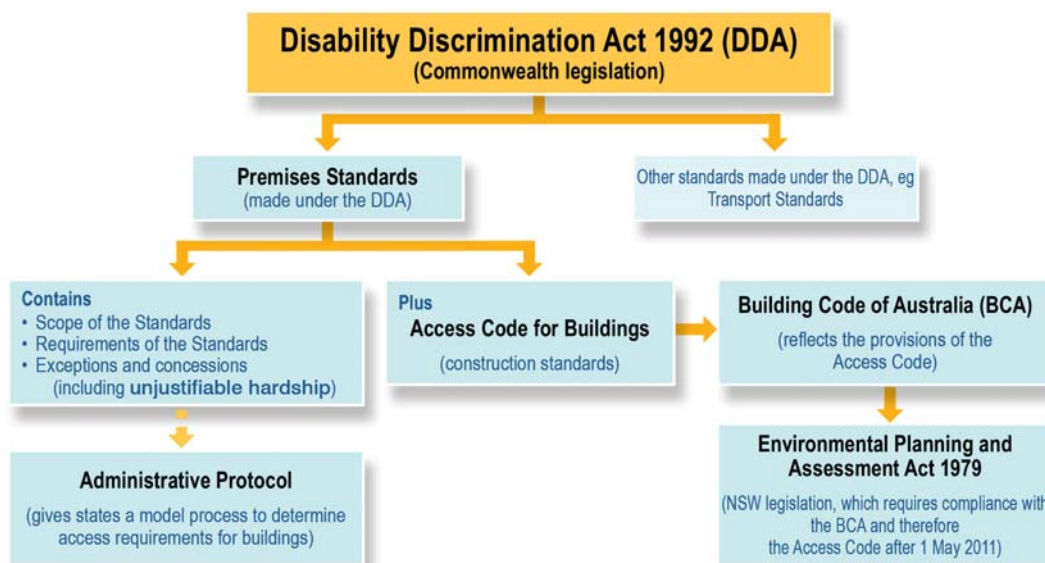 Disability Discrimination Act 1992 (DDA)
(Commonwealth legislation)
Premises Standards
(made under the DDA)
Other standards made under the DDA, eg
Transport Standards
Contains
• Scope of the Standards
• Requirements of the Standards
• Exceptions and concessions
(including unjustifiable hardship)
Plus
Access Code for Buildings
(construction standards)
Building Code of Australia (BCA)
(reflects the provisions of the
Access Code)
Administrative Protocol
(gives states a model process to determine
access requirements for buildings)
Environmental Planning and
Assessment Act 1979
(NSW legislation, which requires compliance with
the BCA and therefore
the Access Code after 1 May 2011)